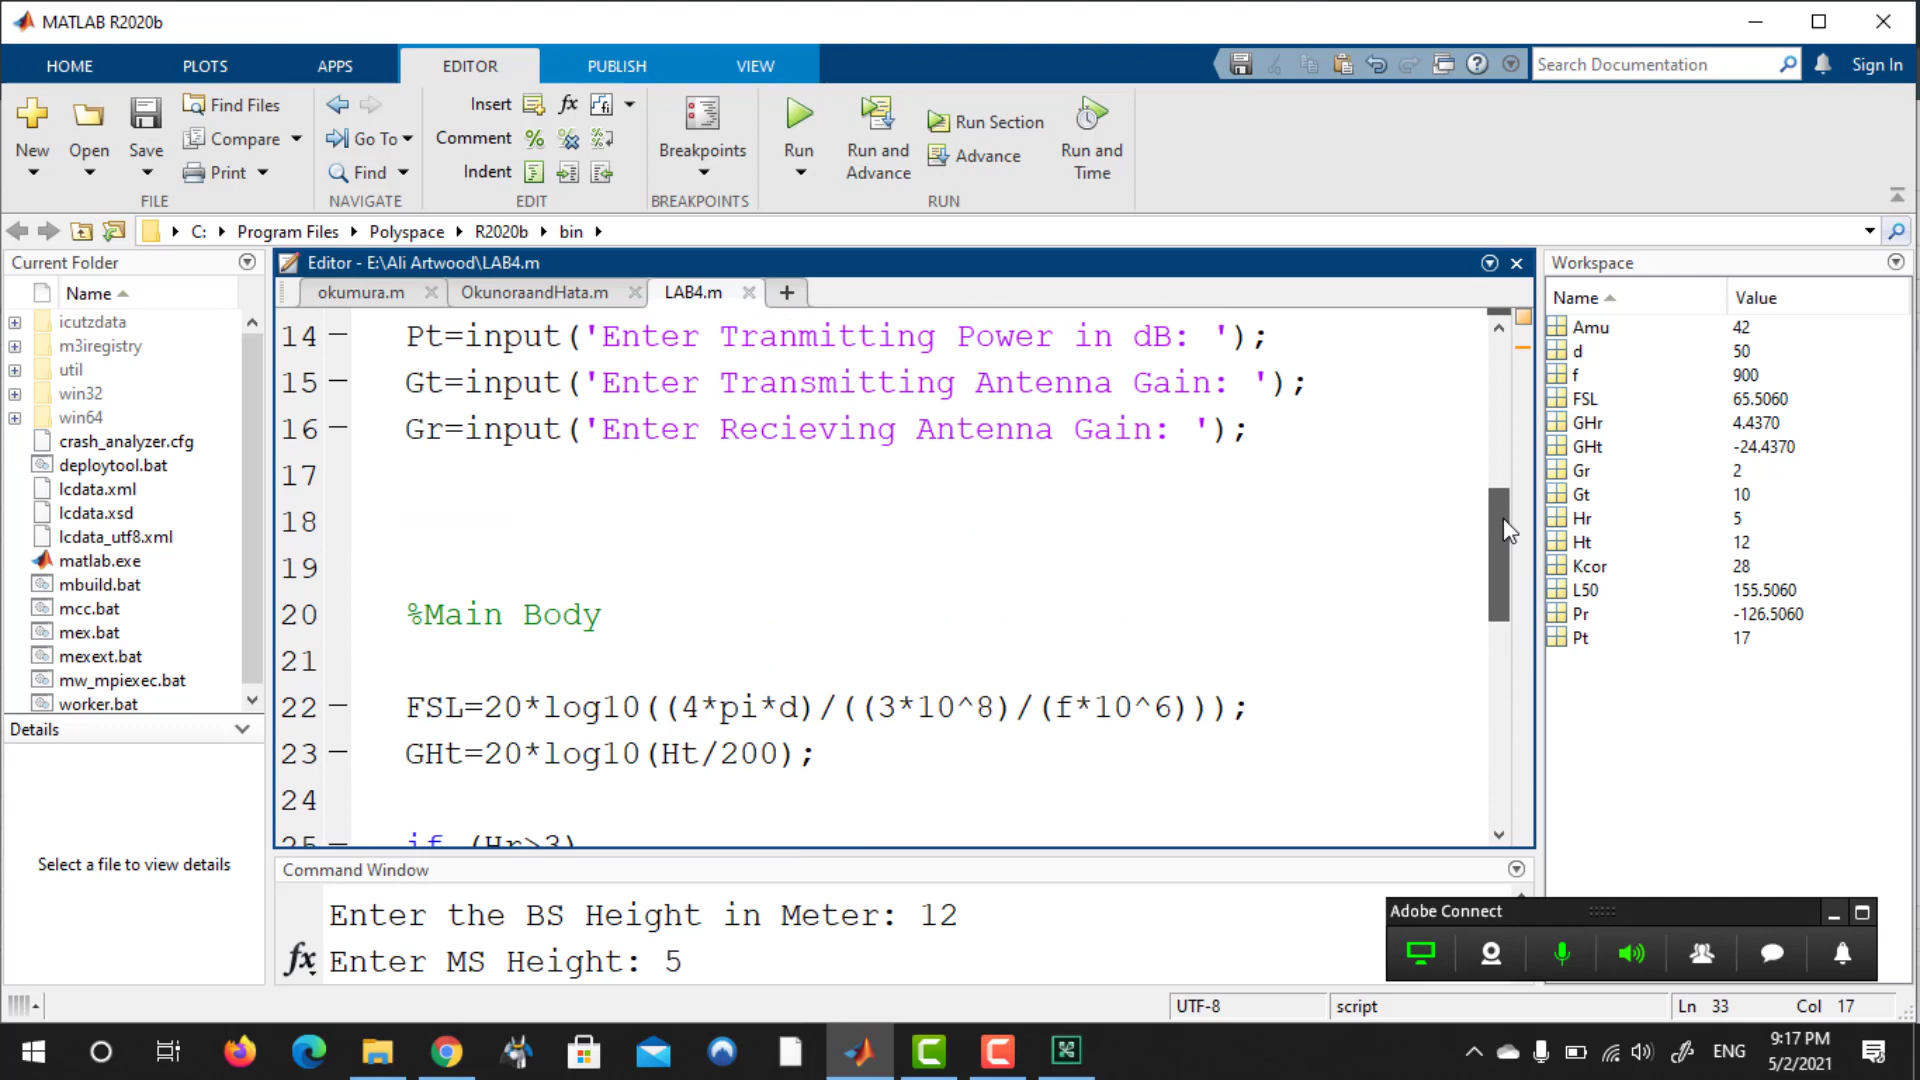 MATLAB R2020b
HOME PLOTS APPS EDITOR PUBLISH VIEW Search Documentation Sign In
Find Files Insert fx
Run Section
Compare Go To Comment
New Open Save Breakpoints Run Run and Advance Run and Time
Advance
Print Find Indent
FILE NAVIGATE EDIT BREAKPOINTS RUN
C: Program Files Polyspace R2020b bin
Current Folder
Name
icutzdata
m3iregistry
util
win32
win64
crash_analyzer.cfg
deploytool.bat
lcdata.xml
lcdata.xsd
lcdata_utf8.xml
matlab.exe
mbuild.bat
mcc.bat
mex.bat
mexext.bat
mw_mpiexec.bat
worker.bat
Details
Select a file to view details
Editor - E:\Ali Artwood\LAB4.m
okumura.m OkunoraandHata.m LAB4.m
14 Pt=input('Enter Tranmitting Power in dB: ');
15 Gt=input('Enter Transmitting Antenna Gain: ');
16 Gr=input('Enter Recieving Antenna Gain: ');
17
18
19
20 %Main Body
21
22 FSL=20*log10((4*pi*d)/((3*10^8)/(f*10^6)));
23 GHt=20*log10(Ht/200);
24
25 if (Hr>3)
Command Window
Enter the BS Height in Meter: 12
fx Enter MS Height: 5
Workspace
Name Value
Amu 42
d 50
f 900
FSL 65.5060
GHr 4.4370
GHt -24.4370
Gr 2
Gt 10
Hr 5
Ht 12
Kcor 28
L50 155.5060
Pr -126.5060
Pt 17
Adobe Connect
UTF-8 script Ln 33 Col 17
ENG 9:17 PM
5/2/2021